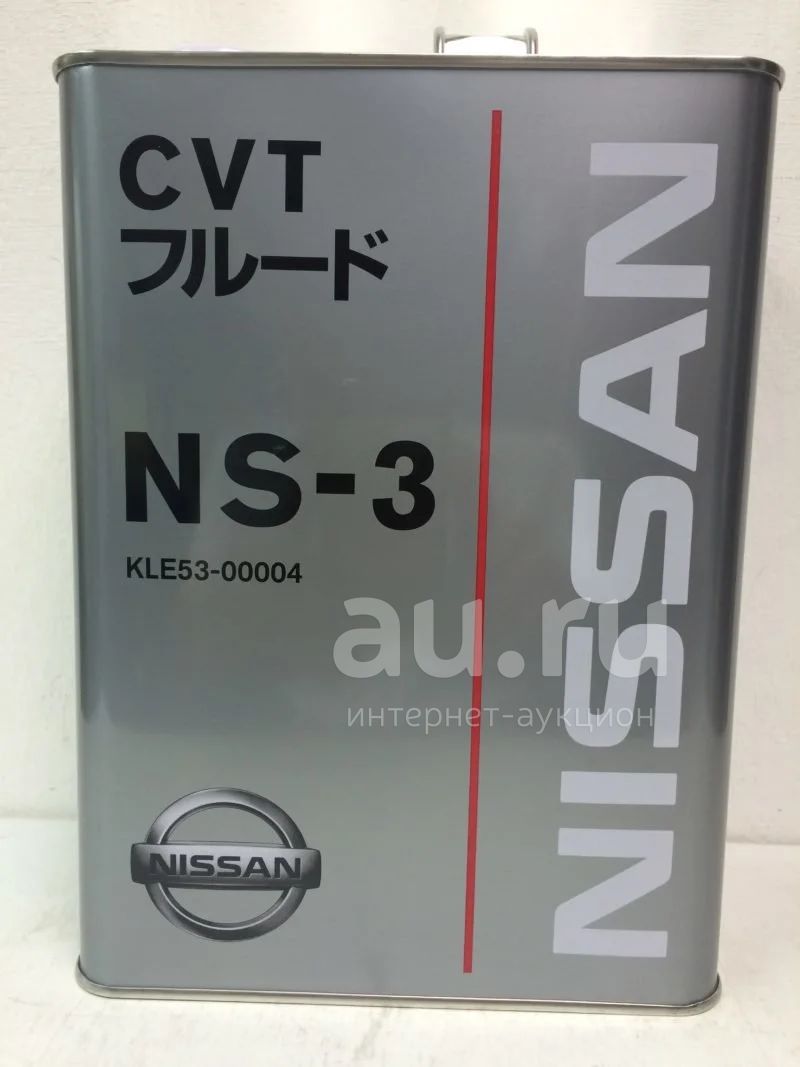 CVT
フルード
NS-3
KLE53-00004
NISSAN
au.ru
интернет-аукцион
NISSAN